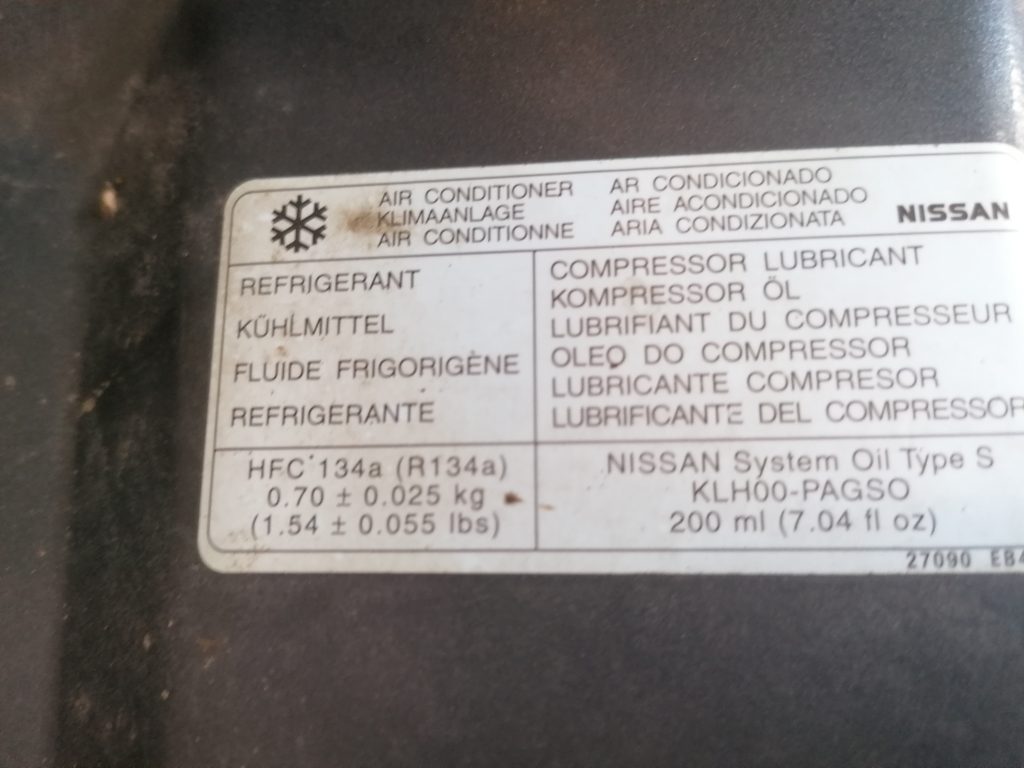 AIR CONDITIONER
KLIMAANLAGE
AIR CONDITIONNE
AR CONDICIONADO
AIRE ACONDICIONADO
ARIA CONDIZIONATA
NISSAN
REFRIGERANT
KÜHLMITTEL
FLUIDE FRIGORIGÈNE
REFRIGERANTE
COMPRESSOR LUBRICANT
KOMPRESSOR ÖL
LUBRIFIANT DU COMPRESSEUR
OLEO DO COMPRESSOR
LUBRICANTE COMPRESOR
LUBRIFICANTE DEL COMPRESSOR
HFC 134a (R134a)
0.70 ± 0.025 kg
(1.54 ± 0.055 lbs)
NISSAN System Oil Type S
KLH00-PAGSO
200 ml (7.04 fl oz)
27090